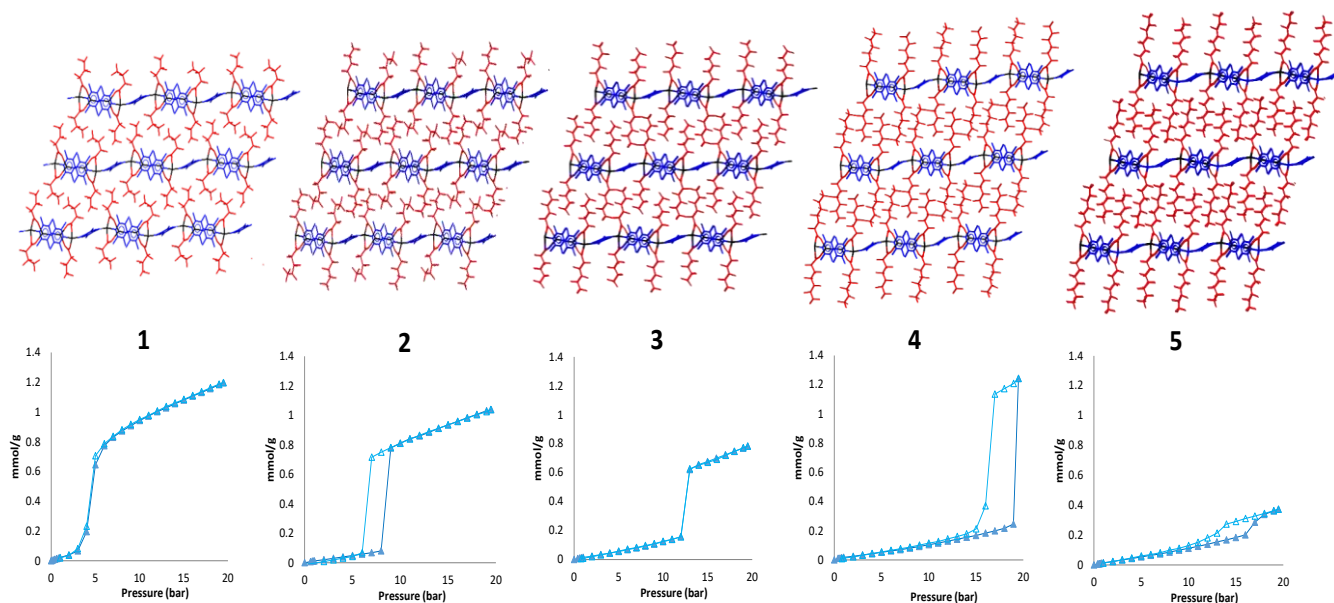 1 2 3 4 5
1.4 1.4 1.4 1.4 1.4
1.2 1.2 1.2 1.2 1.2
1 1 1 1 1
0.8 0.8 0.8 0.8 0.8
mmol/g mmol/g mmol/g mmol/g mmol/g
0.6 0.6 0.6 0.6 0.6
0.4 0.4 0.4 0.4 0.4
0.2 0.2 0.2 0.2 0.2
0 0 0 0 0
0 5 10 15 20 0 5 10 15 20 0 5 10 15 20 0 5 10 15 20 0 5 10 15 20
Pressure (bar) Pressure (bar) Pressure (bar) Pressure (bar) Pressure (bar)